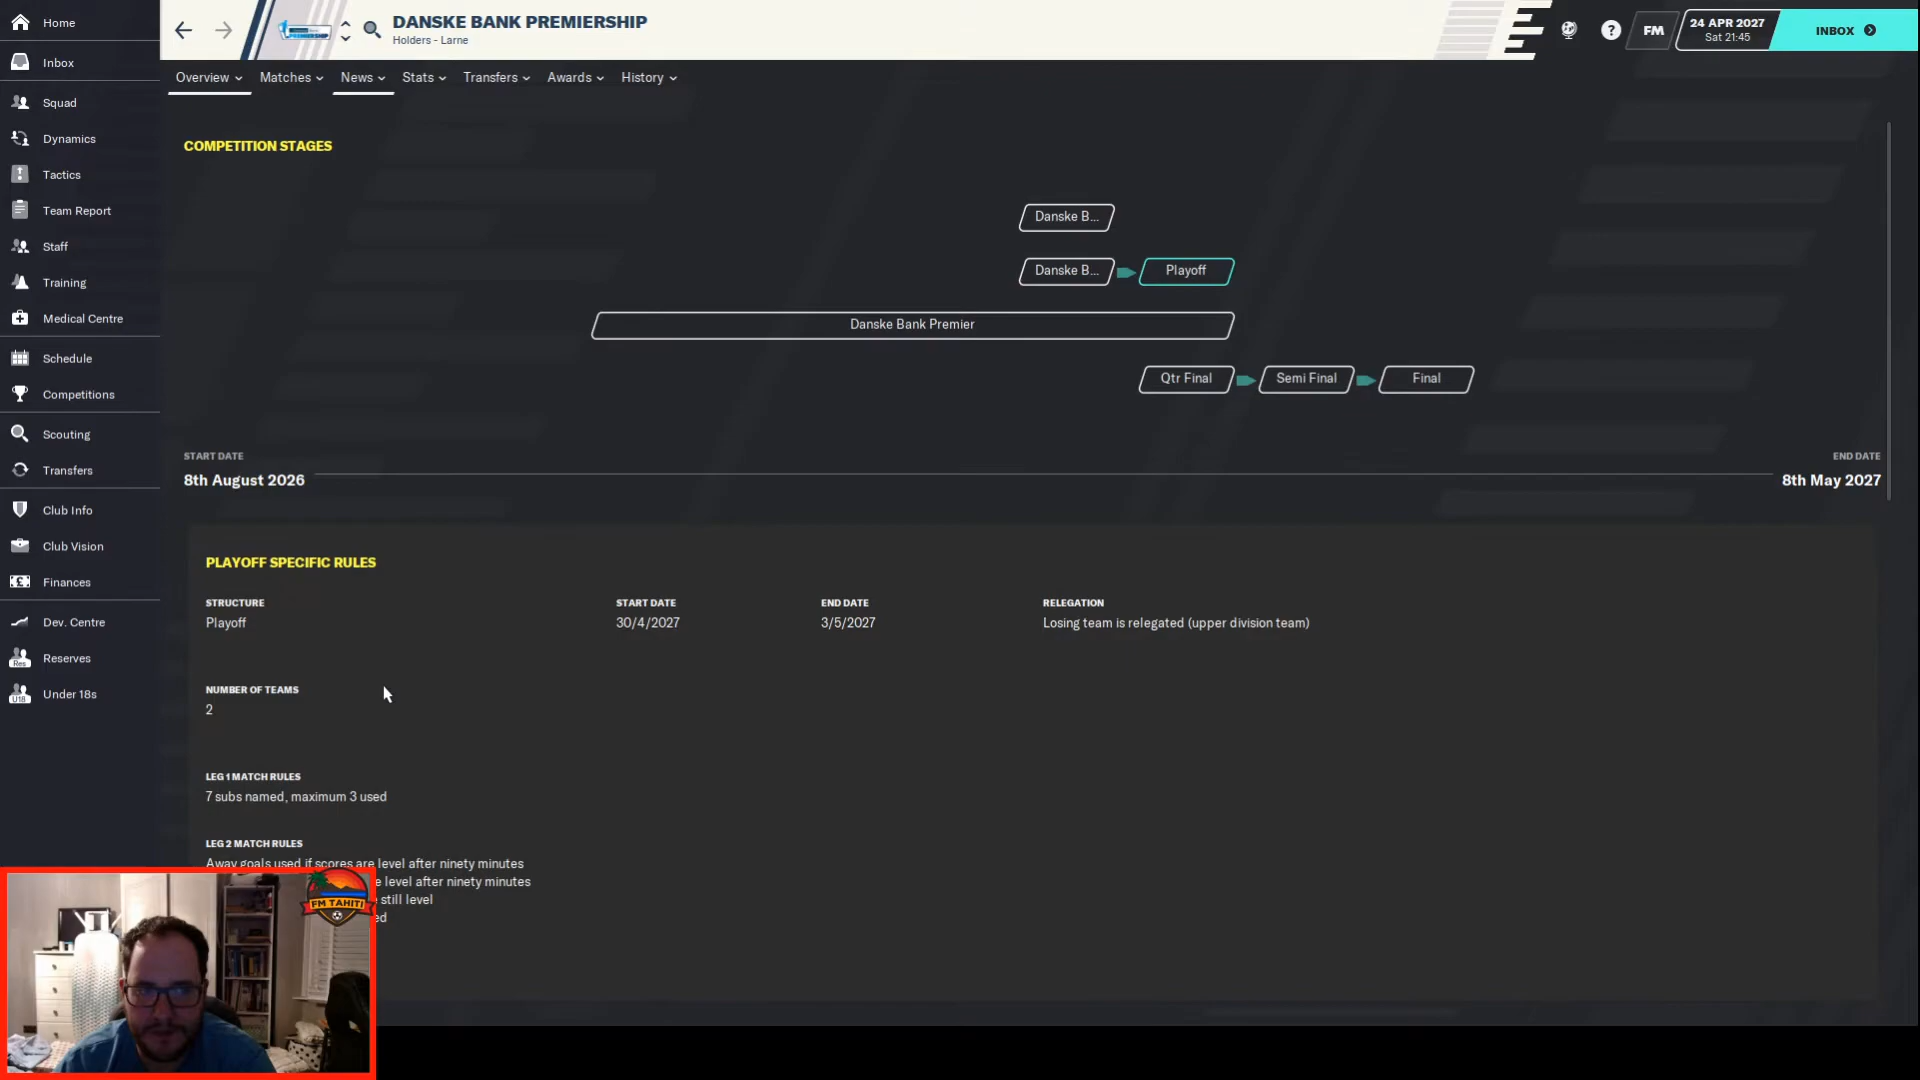 Home
Inbox
Squad
Dynamics
Tactics
Team Report
Staff
Training
Medical Centre
Schedule
Competitions
Scouting
Transfers
Club Info
Club Vision
Finances
Dev. Centre
Res
Reserves
U18
Under 18s
DANSKE BANK PREMIERSHIP
Holders - Larne
?
FM
24 APR 2027
Sat 21:45
INBOX
Overview Matches News Stats Transfers Awards History
COMPETITION STAGES
Danske B...
Danske B... Playoff
Danske Bank Premier
Qtr Final Semi Final Final
START DATE
8th August 2026
END DATE
8th May 2027
PLAYOFF SPECIFIC RULES
STRUCTURE START DATE END DATE RELEGATION
Playoff 30/4/2027 3/5/2027 Losing team is relegated (upper division team)
NUMBER OF TEAMS
2
LEG 1 MATCH RULES
7 subs named, maximum 3 used
LEG 2 MATCH RULES
Away goals used if scores are level after ninety minutes
level after ninety minutes
still level
FM TAHITI